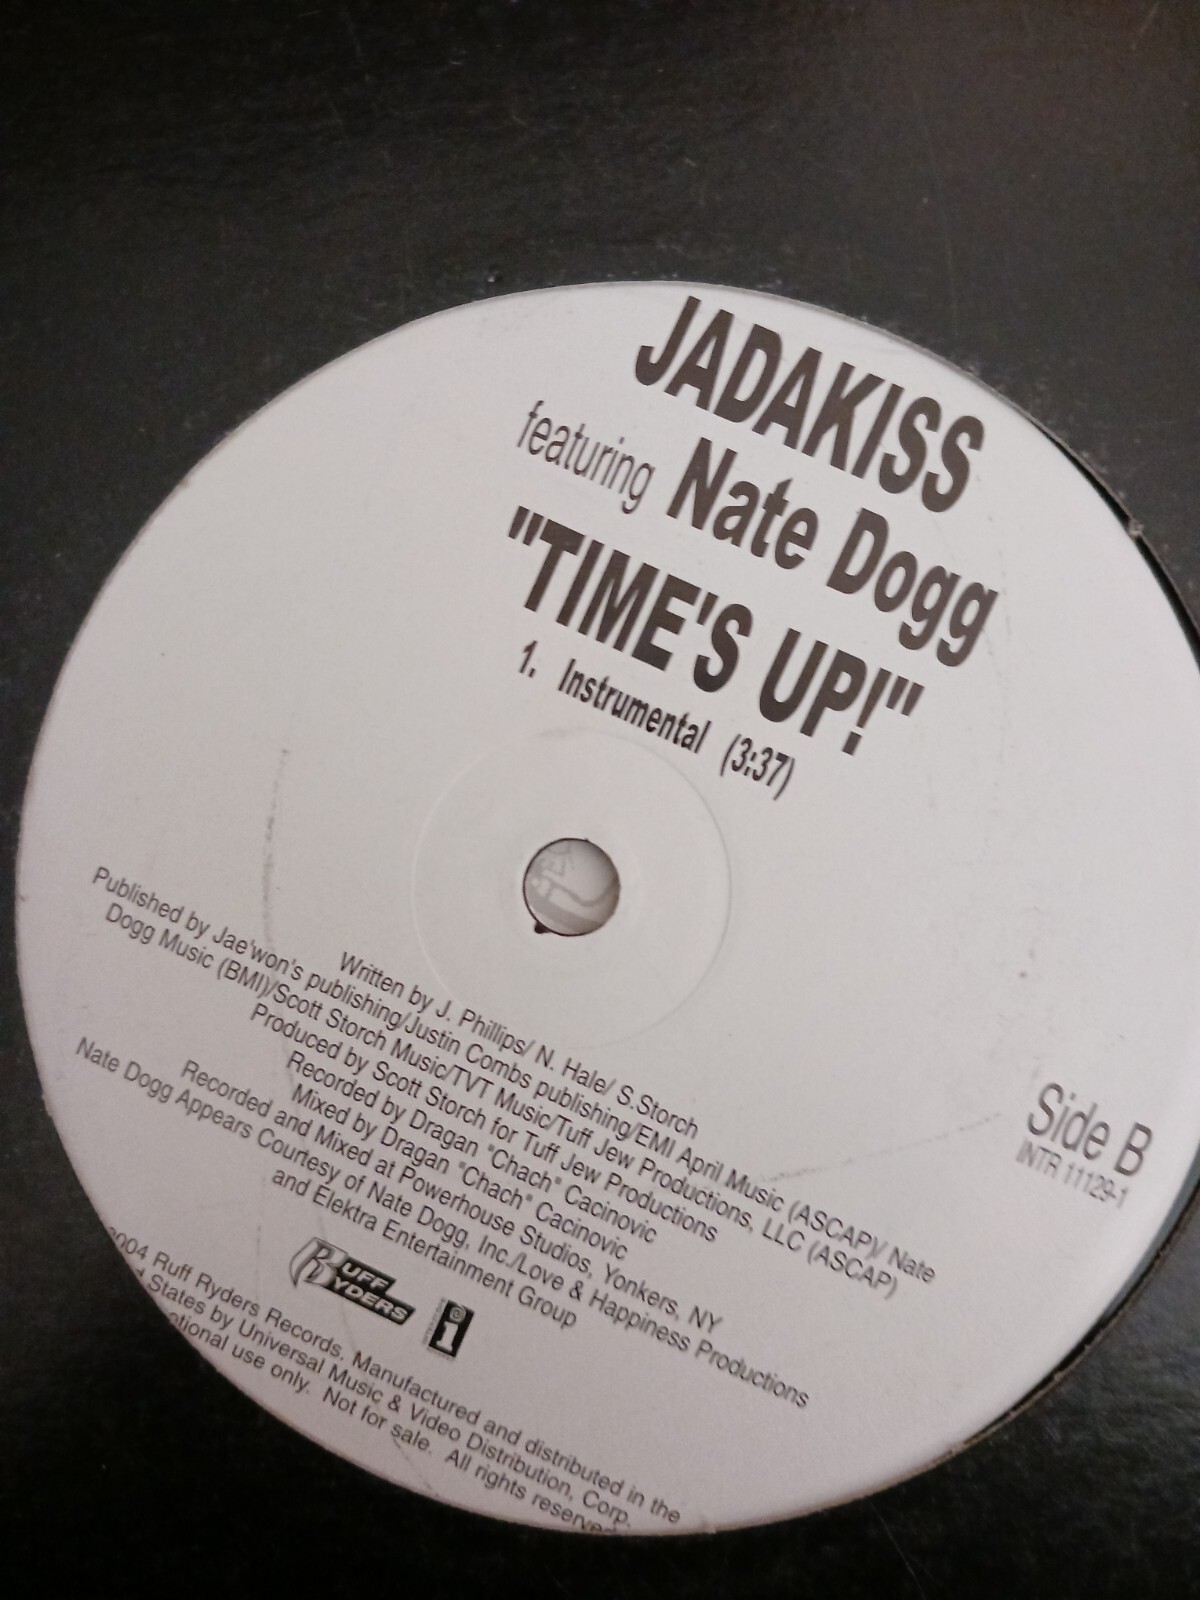 JADAKISS
featuring Nate Dogg
"TIME'S UP!"
1. Instrumental (3:37)
Side B
INTR 11129-1
Written by J. Phillips/ N. Hale/ S.Storch
Published by Jae'won's publishing/Justin Combs publishing/EMI April Music (ASCAP)/ Nate
Dogg Music (BMI)/Scott Storch Music/TVT Music/Tuff Jew Productions, LLC (ASCAP)
Produced by Scott Storch for Tuff Jew Productions
Recorded by Dragan "Chach" Cacinovic
Mixed by Dragan "Chach" Cacinovic
Recorded and Mixed at Powerhouse Studios, Yonkers, NY
Nate Dogg Appears Courtesy of Nate Dogg, Inc./Love & Happiness Productions
and Elektra Entertainment Group
RUFF
RYDERS
i
2004 Ruff Ryders Records. Manufactured and distributed in the
States by Universal Music & Video Distribution, Corp.
otional use only. Not for sale. All rights reserved